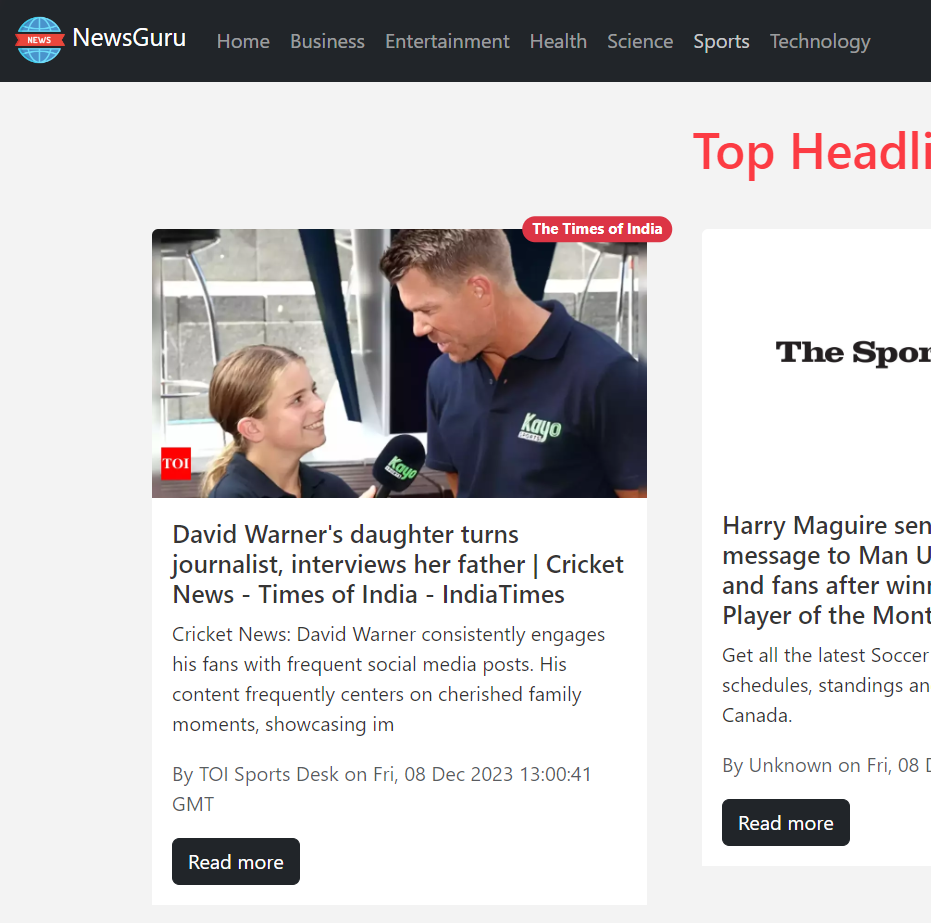 NEWS
NewsGuru
Home Business Entertainment Health Science Sports Technology
Top Headli
The Times of India
Kayo
SPORTS
Kayo
TOI
David Warner's daughter turns
journalist, interviews her father | Cricket
News - Times of India - IndiaTimes
Cricket News: David Warner consistently engages
his fans with frequent social media posts. His
content frequently centers on cherished family
moments, showcasing im
By TOI Sports Desk on Fri, 08 Dec 2023 13:00:41
GMT
Read more
The Spor
Harry Maguire sen
message to Man U
and fans after winn
Player of the Mont
Get all the latest Soccer
schedules, standings an
Canada.
By Unknown on Fri, 08 D
Read more